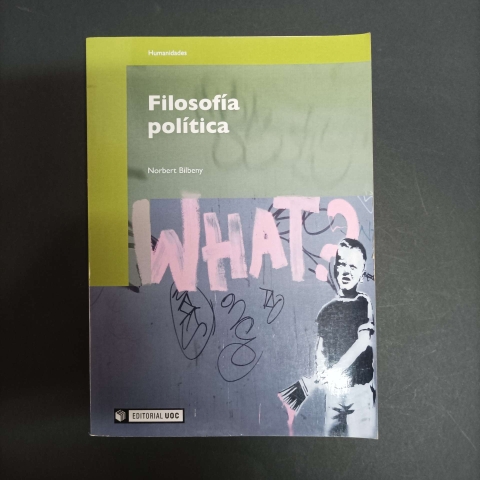 Humanidades
Filosofía
política
Norbert Bilbeny
WHAT?
EDITORIAL UOC